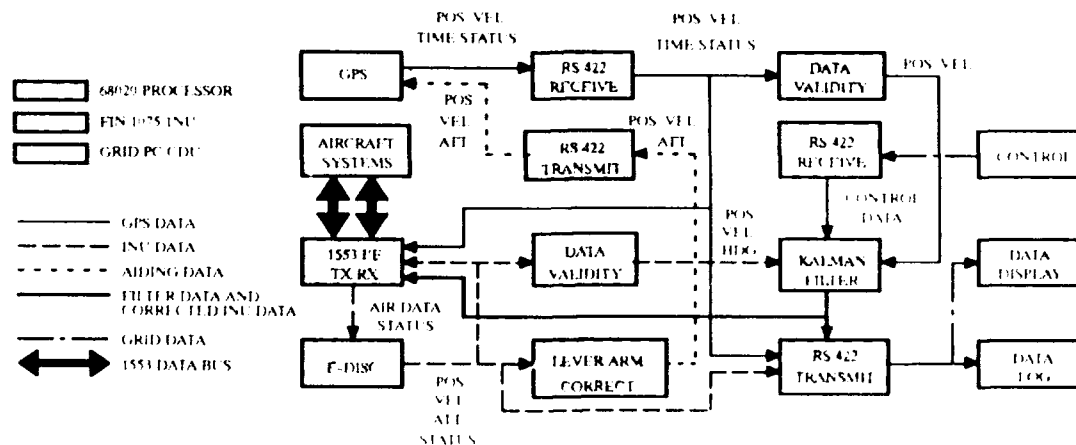 POS VEL
TIME STATUS
POS VEL
TIME STATUS
GPS
RS 422
RECEIVE
DATA
VALIDITY
POS VEL
68020 PROCESSOR
FIN 1075 INU
GRID PC CDU
POS
VEL
ATT
POS VEL
ATT
AIRCRAFT
SYSTEMS
RS 422
TRANSMIT
RS 422
RECEIVE
CONTROL
CONTROL
DATA
GPS DATA
INU DATA
AIDING DATA
FILTER DATA AND
CORRECTED INU DATA
GRID DATA
1553 DATA BUS
POS
VEL
HDG
1553 I/F
TX RX
DATA
VALIDITY
KALMAN
FILTER
DATA
DISPLAY
AIR DATA
STATUS
LEVER ARM
CORRECT
RS 422
TRANSMIT
DATA
LOG
POS
VEL
ATT
STATUS